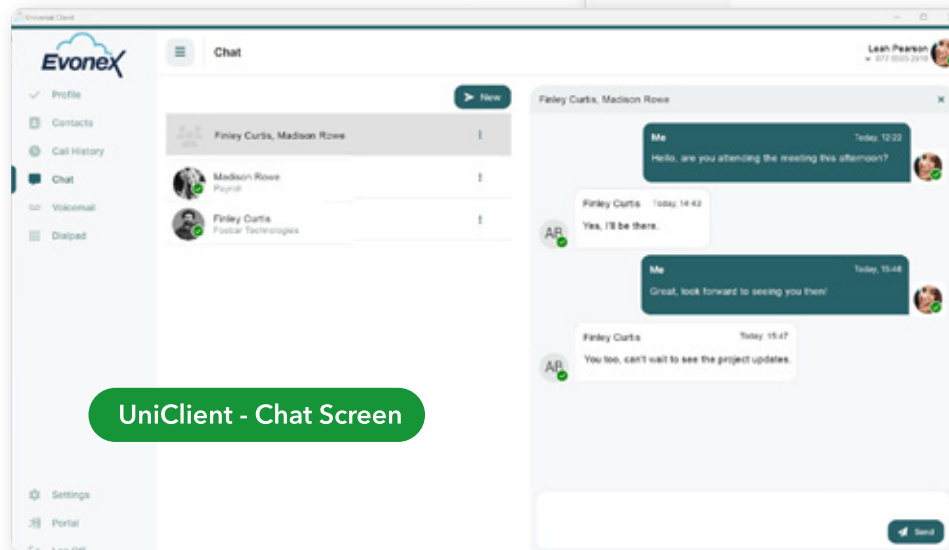 Universal Client
Evonex
Chat
Leah Pearson
Profile
Contacts
Call History
Chat
Voicemail
Dialpad
Settings
Portal
Log Off
New
Finley Curtis, Madison Rowe
Madison Rowe
Payroll
Finley Curtis
Foobar Technologies
Finley Curtis, Madison Rowe
Me Today, 12:22
Hello, are you attending the meeting this afternoon?
Finley Curtis Today, 14:43
Yes, I'll be there.
AB
Me Today, 15:46
Great, look forward to seeing you then!
Finley Curtis Today, 15:47
You too, can't wait to see the project updates.
AB
Send
UniClient - Chat Screen